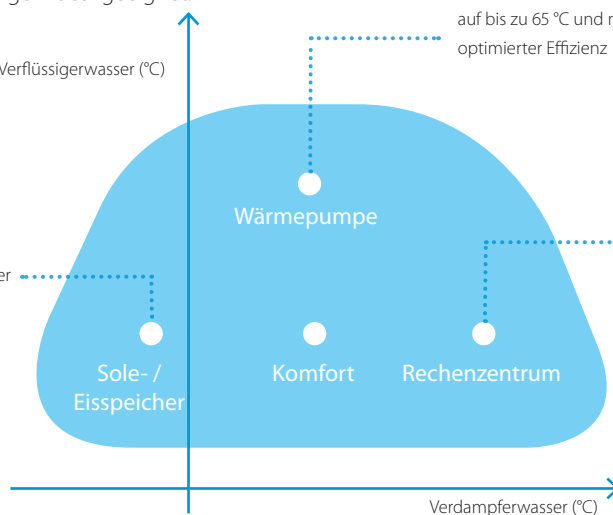 auf bis zu 65 °C und
optimierter Effizienz
Verflüssigerwasser (°C)
Wärmepumpe
Sole- /
Eisspeicher
Komfort
Rechenzentrum
Verdampferwasser (°C)